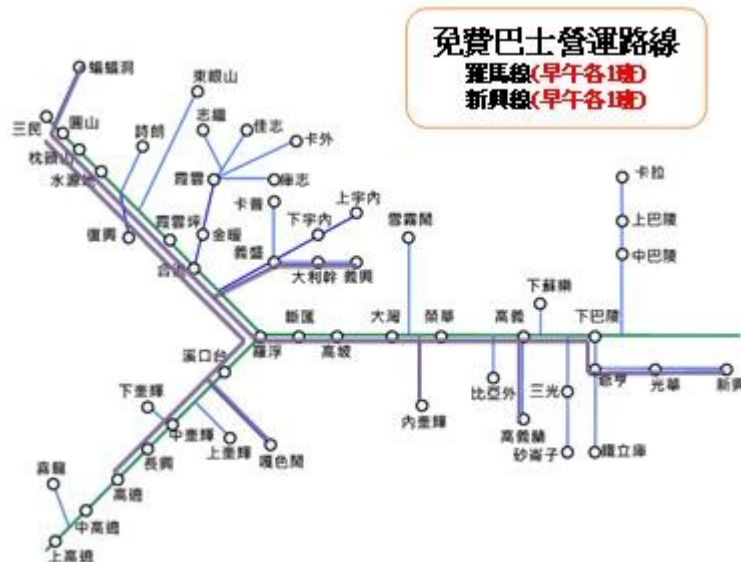 免費巴士營運路線
羅馬線(早午各1班)
新興線(早午各1班)
蝙蝠洞
東眼山
三民
圓山
志繼
佳志
詩朗
卡外
枕頭山
水源地
霞雲
庫志
卡普
上宇內
下宇內
復興
霞雲坪
金暖
義盛
雪霧鬧
卡拉
上巴陵
中巴陵
合流
大利幹
義興
下蘇樂
斷匯
大灣
榮華
高義
下巴陵
羅浮
高坡
溪口台
爺亨
光華
新興
下奎輝
比亞外
三光
中奎輝
上奎輝
內奎輝
高義蘭
嘎色鬧
砂崙子
鐵立庫
長興
嘉龍
高遶
中高遶
上高遶